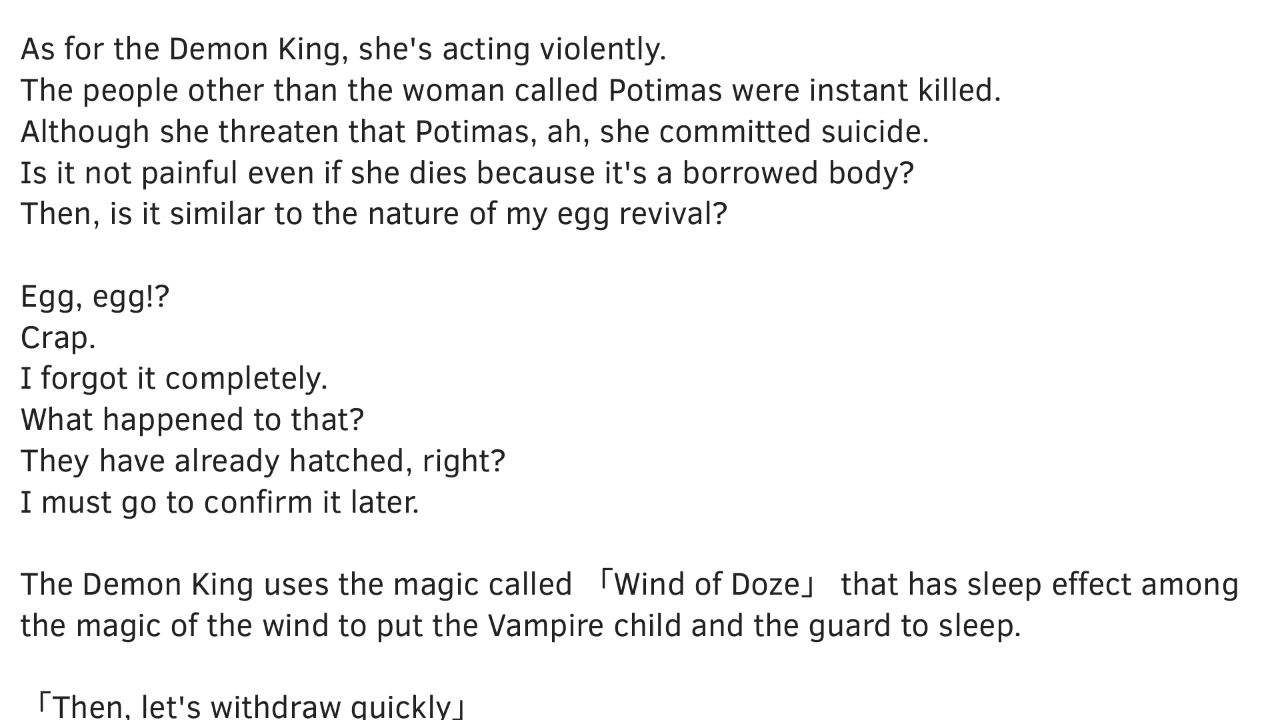 As for the Demon King, she's acting violently.
The people other than the woman called Potimas were instant killed.
Although she threaten that Potimas, ah, she committed suicide.
Is it not painful even if she dies because it's a borrowed body?
Then, is it similar to the nature of my egg revival?
Egg, egg!?
Crap.
I forgot it completely.
What happened to that?
They have already hatched, right?
I must go to confirm it later.
The Demon King uses the magic called 「Wind of Doze」 that has sleep effect among
the magic of the wind to put the Vampire child and the guard to sleep.
「Then, let's withdraw quickly」